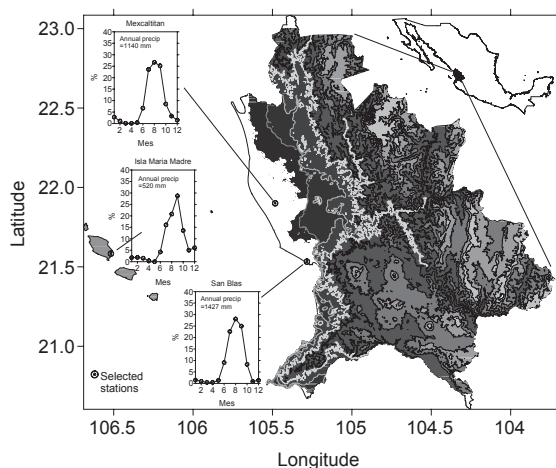 Mexcaltitan
Annual precip
=1140 mm
40
35
30
25
20
15
10
5
0
%
2 4 6 8 10 12
Mes
Isla Maria Madre
Annual precip
=520 mm
40
35
30
25
20
15
10
5
0
%
2 4 6 8 10 12
Mes
San Blas
Annual precip
=1427 mm
40
35
30
25
20
15
10
5
0
%
2 4 6 8 10 12
Mes
Selected
stations
23.0
22.5
22.0
21.5
21.0
Latitude
106.5 106 105.5 105 104.5 104
Longitude